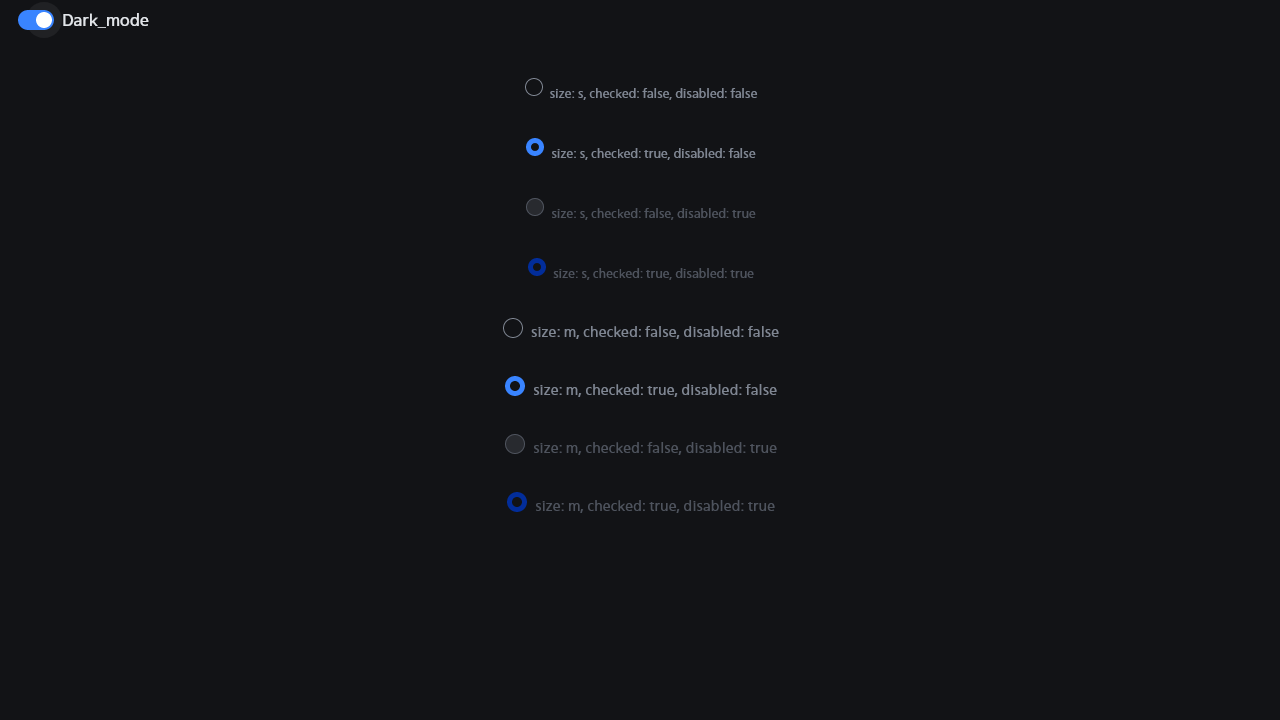 Dark_mode
size: s, checked: false, disabled: false
size: s, checked: true, disabled: false
size: s, checked: false, disabled: true
size: s, checked: true, disabled: true
size: m, checked: false, disabled: false
size: m, checked: true, disabled: false
size: m, checked: false, disabled: true
size: m, checked: true, disabled: true